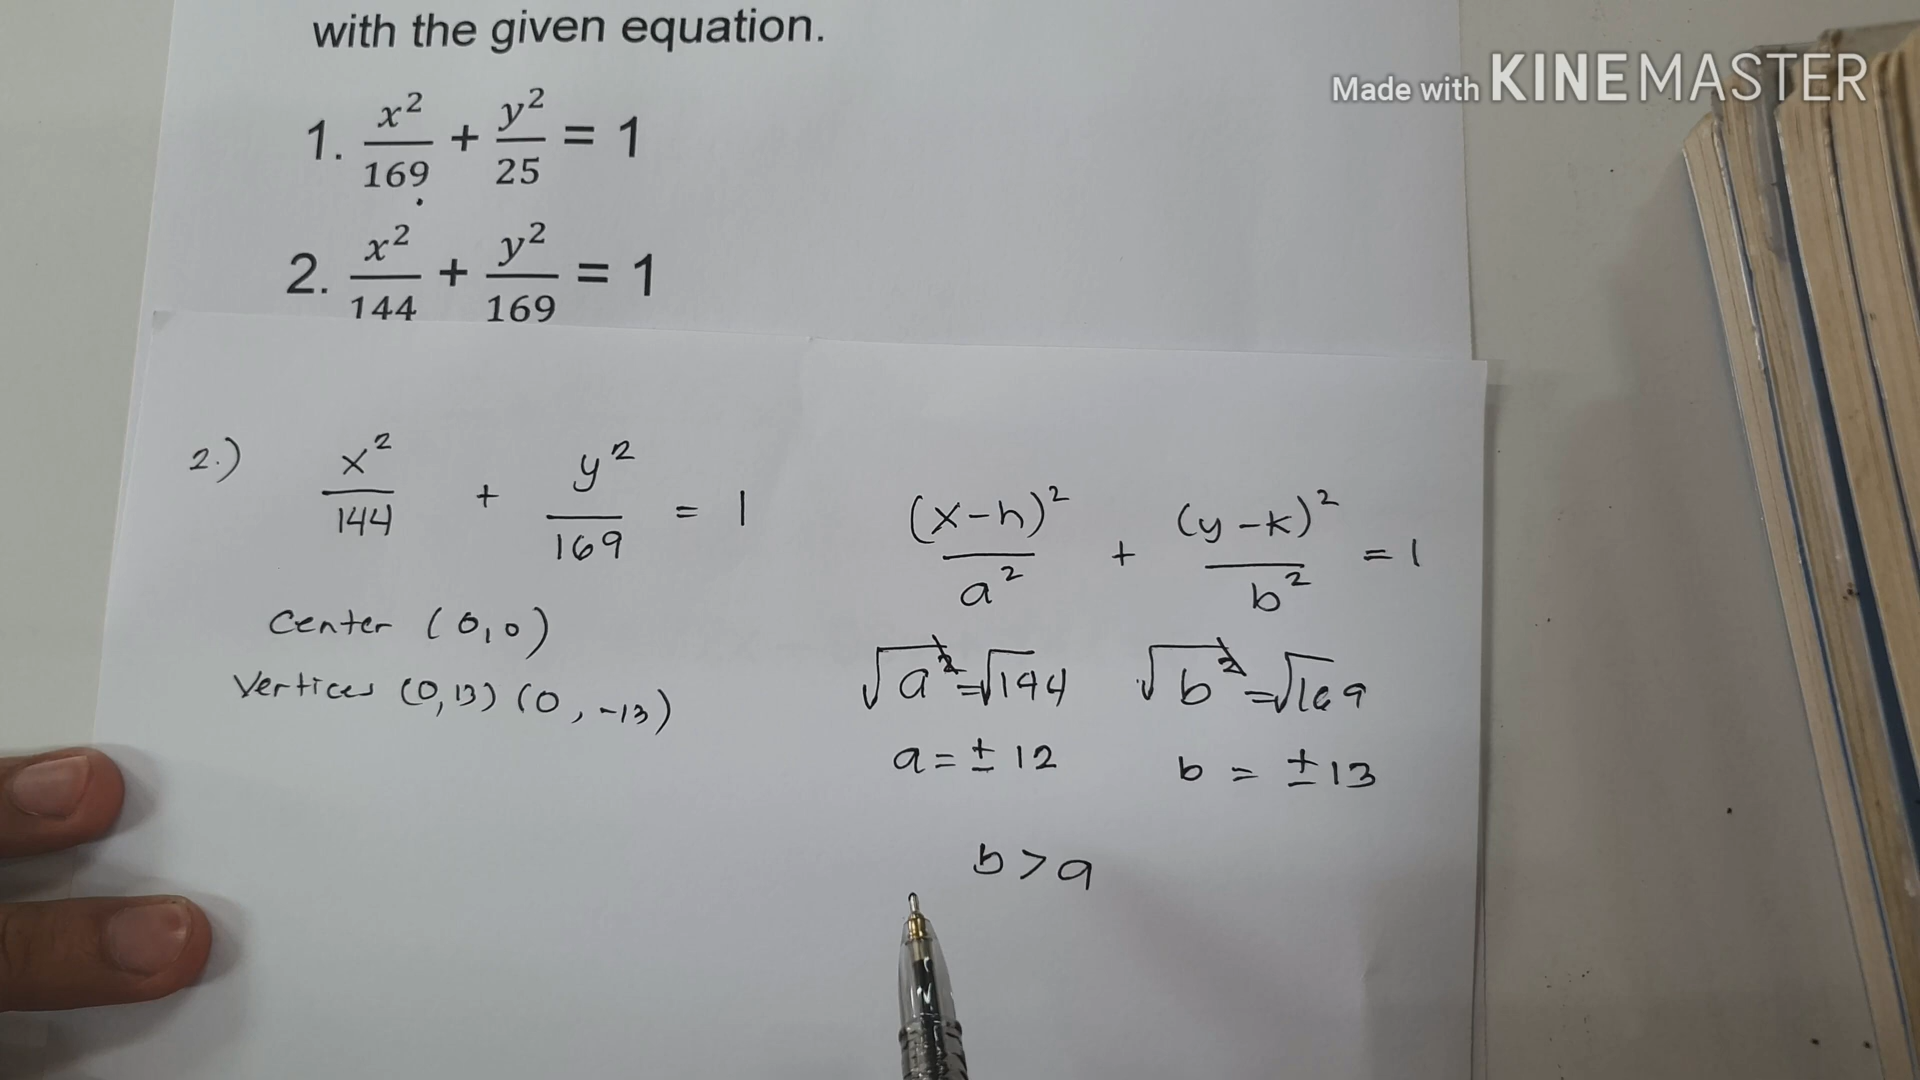 with the given equation.
Made with KINEMASTER
1. x²/169 + y²/25 = 1
2. x²/144 + y²/169 = 1
2.) x²/144 + y²/169 = 1
(x-h)²/a² + (y-k)²/b² = 1
Center (0,0)
Vertices (0,13) (0,-13)
√a² = √144 √b² = √169
a = ± 12 b = ± 13
b > a